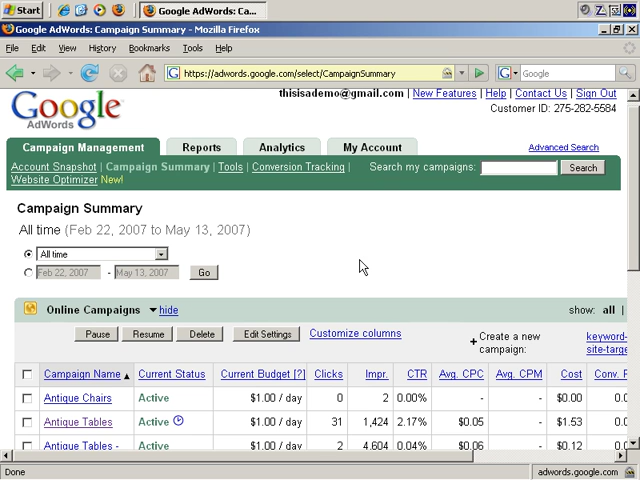 Start Google AdWords: Ca...
Google AdWords: Campaign Summary - Mozilla Firefox
File Edit View History Bookmarks Tools Help
https://adwords.google.com/select/CampaignSummary Google
Google AdWords
thisisademo@gmail.com | New Features | Help | Contact Us | Sign Out
Customer ID: 275-282-5584
Campaign Management Reports Analytics My Account Advanced Search
Account Snapshot | Campaign Summary | Tools | Conversion Tracking | Search my campaigns: Search
Website Optimizer New!
Campaign Summary
All time (Feb 22, 2007 to May 13, 2007)
All time
Feb 22, 2007 - May 13, 2007 Go
Online Campaigns hide show: all |
Pause Resume Delete Edit Settings Customize columns + Create a new campaign: keyword- site-targe
Campaign Name Current Status Current Budget [?] Clicks Impr. CTR Avg. CPC Avg. CPM Cost Conv. R
Antique Chairs Active $1.00 / day 0 2 0.00% - - $0.00 0.0
Antique Tables Active $1.00 / day 31 1,424 2.17% $0.05 - $1.53 0.0
Antique Tables - Active $1.00 / day 2 4,604 0.04% $0.06 - $0.12 0.0
Done adwords.google.com